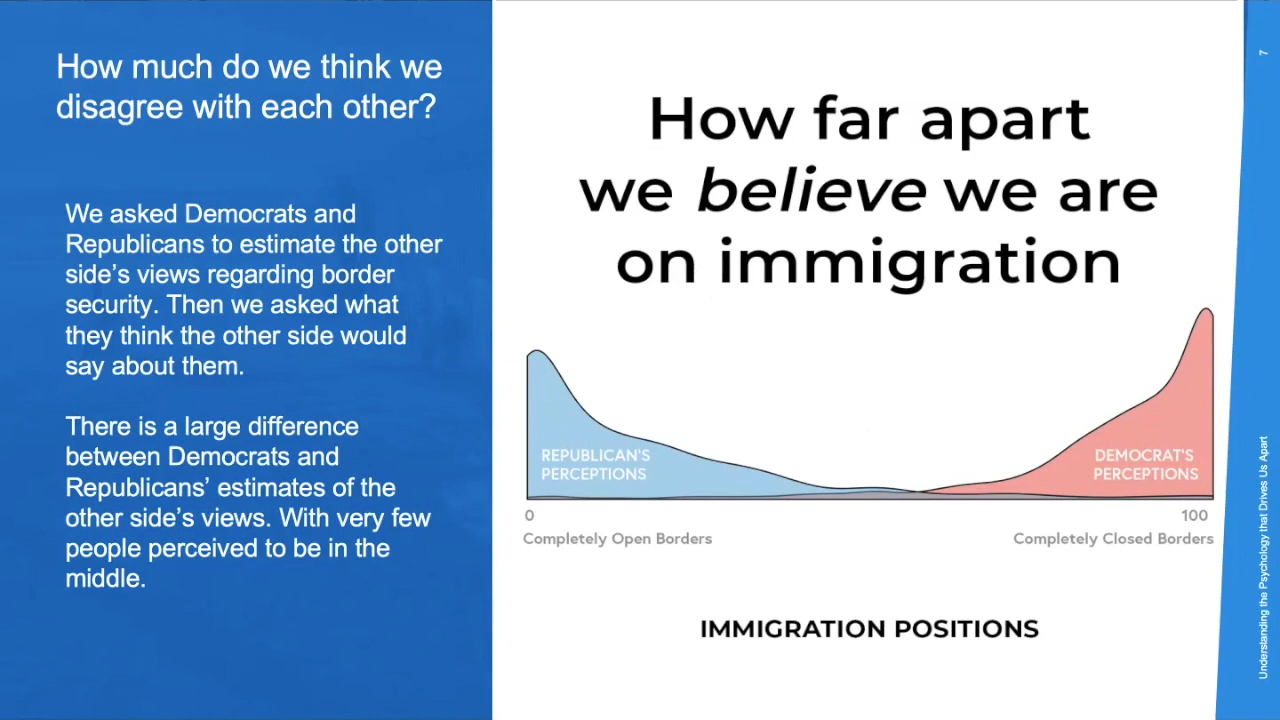 How much do we think we
disagree with each other?
We asked Democrats and
Republicans to estimate the other
side's views regarding border
security. Then we asked what
they think the other side would
say about them.
There is a large difference
between Democrats and
Republicans' estimates of the
other side's views. With very few
people perceived to be in the
middle.
How far apart
we believe we are
on immigration
REPUBLICAN'S
PERCEPTIONS
DEMOCRAT'S
PERCEPTIONS
0
100
Completely Open Borders
Completely Closed Borders
IMMIGRATION POSITIONS
7
Understanding the Psychology that Drives Us Apart